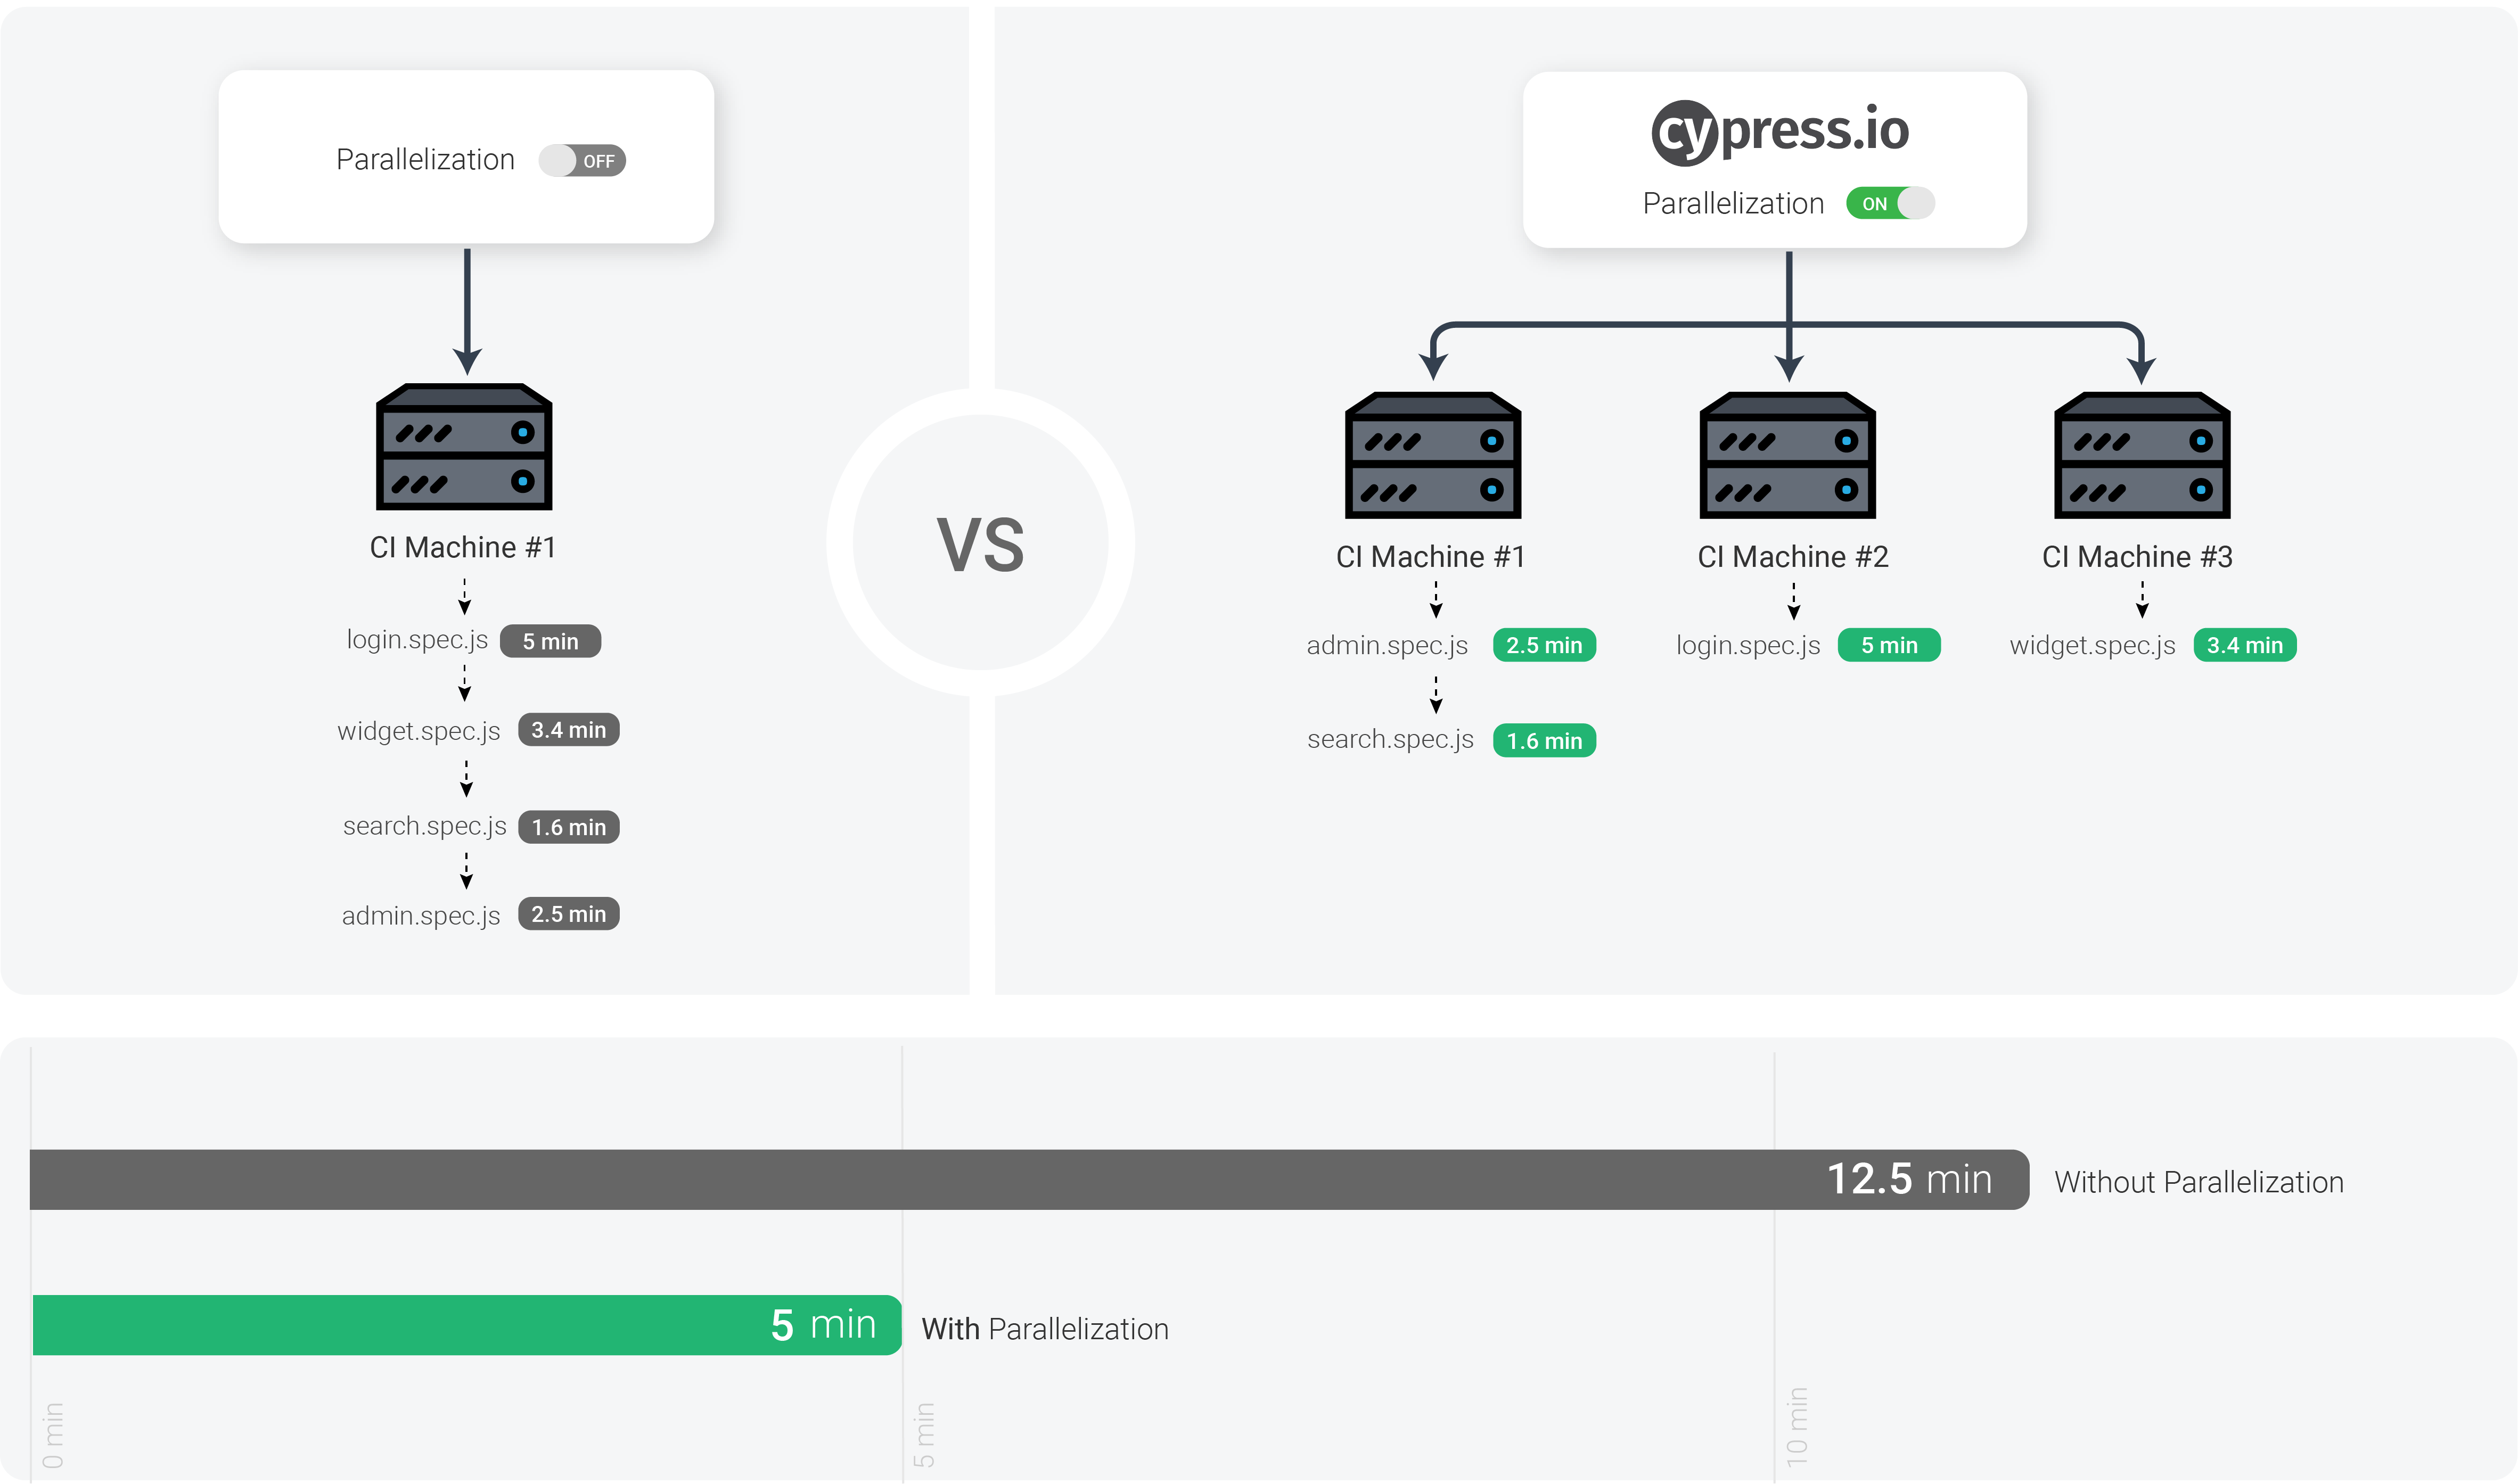 Parallelization OFF
CI Machine #1
login.spec.js 5 min
widget.spec.js 3.4 min
search.spec.js 1.6 min
admin.spec.js 2.5 min
VS
cypress.io
Parallelization ON
CI Machine #1
admin.spec.js 2.5 min
search.spec.js 1.6 min
CI Machine #2
login.spec.js 5 min
CI Machine #3
widget.spec.js 3.4 min
12.5 min Without Parallelization
5 min With Parallelization
0 min
5 min
10 min